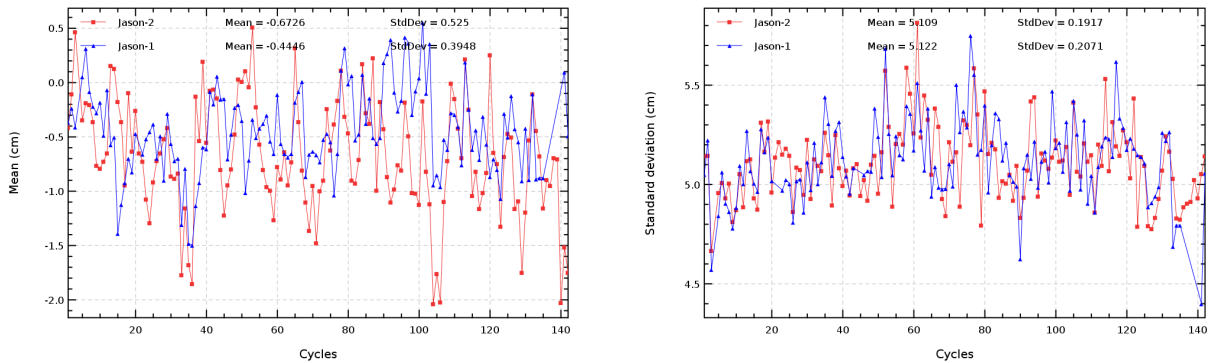 Jason-2 Mean = -0.6726 StdDev = 0.525
Jason-1 Mean = -0.4446 StdDev = 0.3948
Mean (cm)
0.5
0.0
-0.5
-1.0
-1.5
-2.0
20 40 60 80 100 120 140
Cycles
Jason-2 Mean = 5.109 StdDev = 0.1917
Jason-1 Mean = 5.122 StdDev = 0.2071
Standard deviation (cm)
5.5
5.0
4.5
20 40 60 80 100 120 140
Cycles